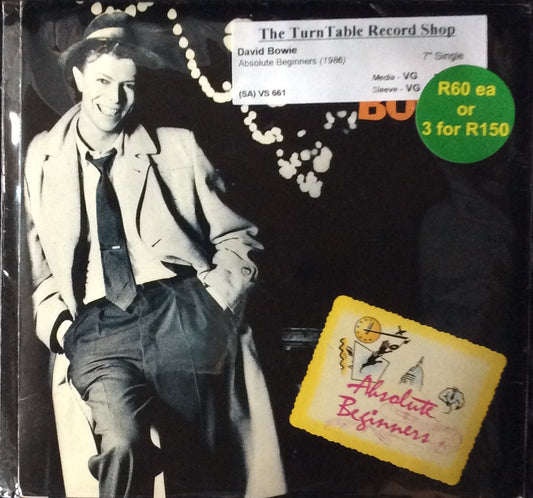 The TurnTable Record Shop
David Bowie
7" Single
Absolute Beginners (1986)
Media - VG
(SA) VS 661
Sleeve - VG
R60 ea
or
3 for R150
Absolute
Beginners